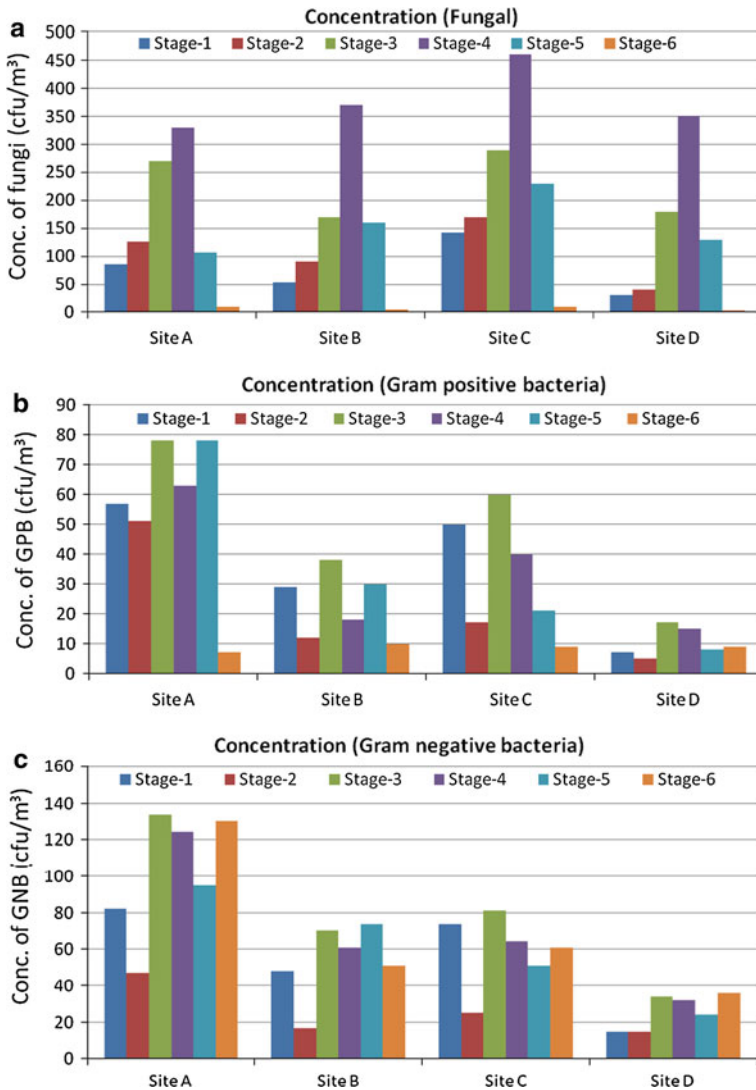 a
Concentration (Fungal)
Stage-1 Stage-2 Stage-3 Stage-4 Stage-5 Stage-6
Conc. of fungi (cfu/m³)
500
450
400
350
300
250
200
150
100
50
0
Site A Site B Site C Site D
b
Concentration (Gram positive bacteria)
Stage-1 Stage-2 Stage-3 Stage-4 Stage-5 Stage-6
Conc. of GPB (cfu/m³)
90
80
70
60
50
40
30
20
10
0
Site A Site B Site C Site D
c
Concentration (Gram negative bacteria)
Stage-1 Stage-2 Stage-3 Stage-4 Stage-5 Stage-6
Conc. of GNB (cfu/m³)
160
140
120
100
80
60
40
20
0
Site A Site B Site C Site D